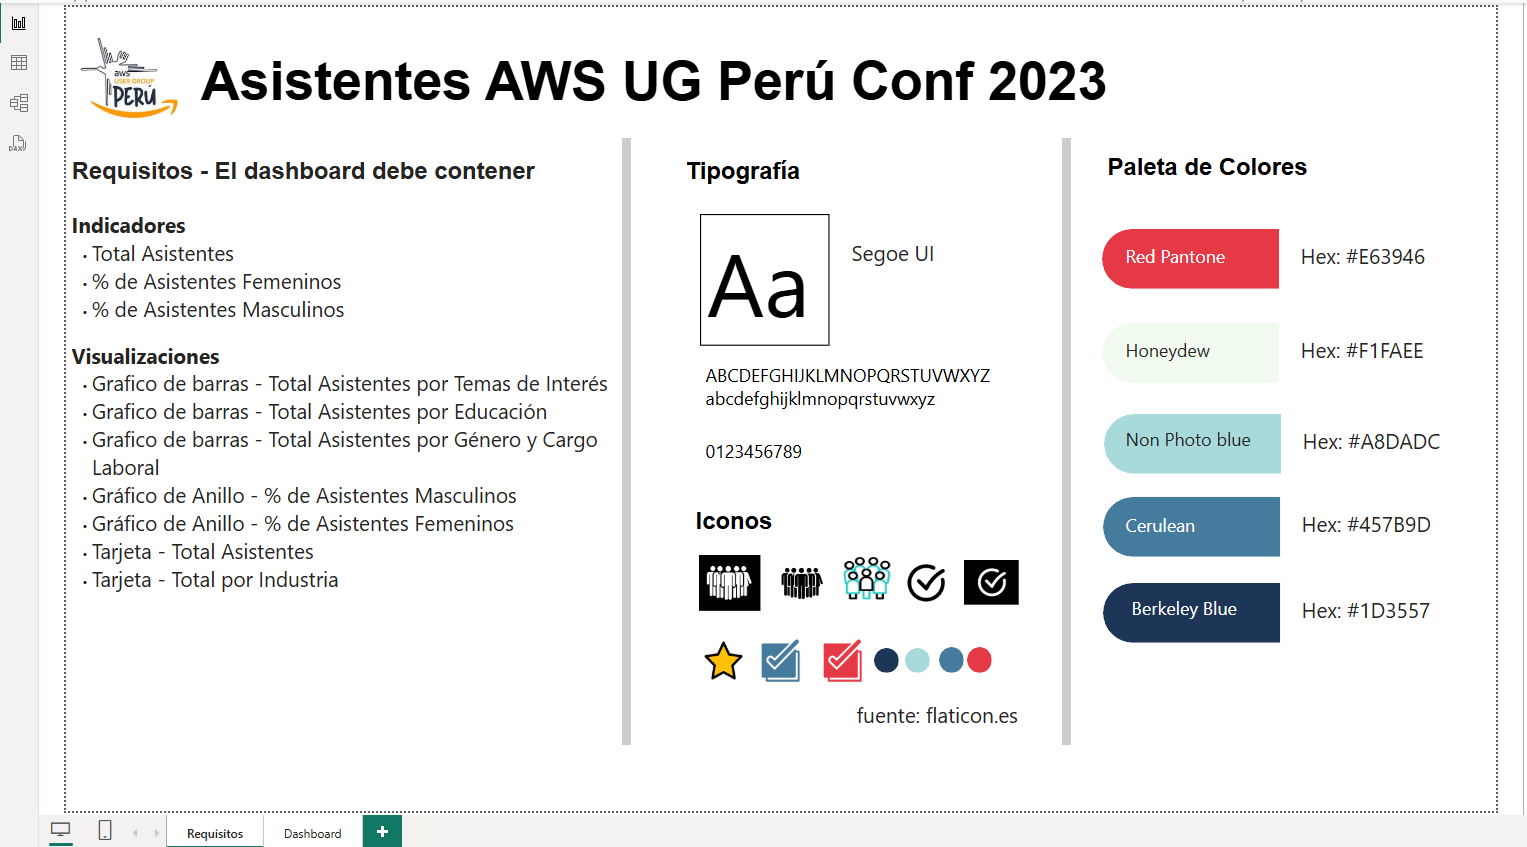 aws
USER GROUP
PERÚ
Asistentes AWS UG Perú Conf 2023
Requisitos - El dashboard debe contener
Indicadores
• Total Asistentes
• % de Asistentes Femeninos
• % de Asistentes Masculinos
Visualizaciones
• Grafico de barras - Total Asistentes por Temas de Interés
• Grafico de barras - Total Asistentes por Educación
• Grafico de barras - Total Asistentes por Género y Cargo
Laboral
• Gráfico de Anillo - % de Asistentes Masculinos
• Gráfico de Anillo - % de Asistentes Femeninos
• Tarjeta - Total Asistentes
• Tarjeta - Total por Industria
Tipografía
Aa
Segoe UI
ABCDEFGHIJKLMNOPQRSTUVWXYZ
abcdefghijklmnopqrstuvwxyz
0123456789
Iconos
fuente: flaticon.es
Paleta de Colores
Red Pantone Hex: #E63946
Honeydew Hex: #F1FAEE
Non Photo blue Hex: #A8DADC
Cerulean Hex: #457B9D
Berkeley Blue Hex: #1D3557
DAX
Requisitos
Dashboard